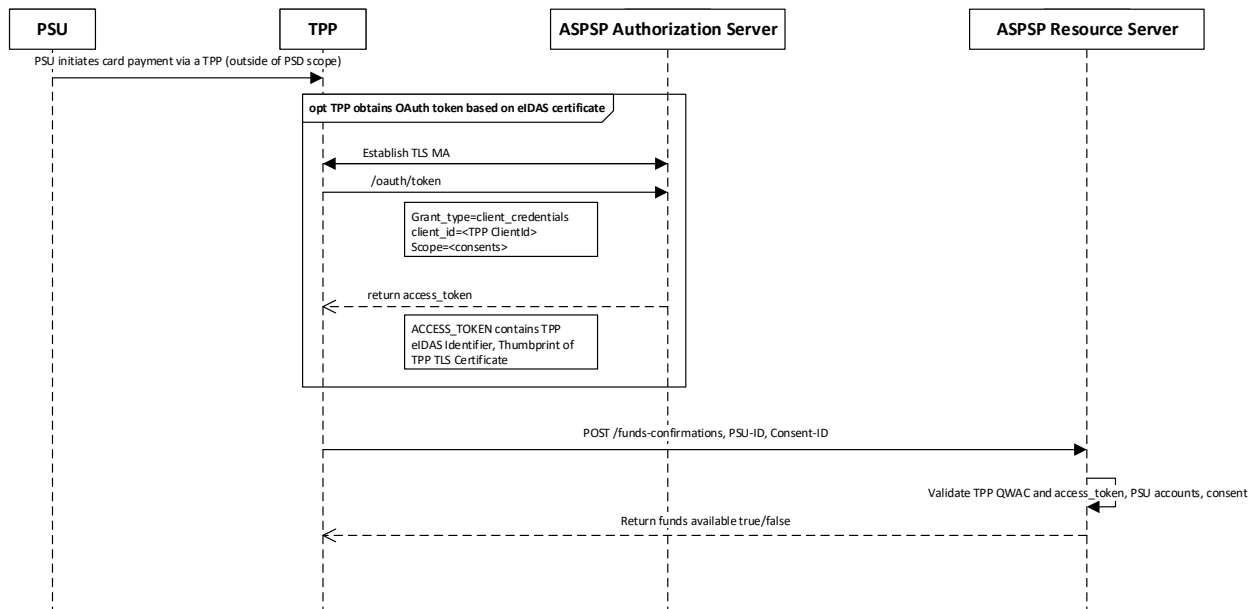 PSU
TPP
ASPSP Authorization Server
ASPSP Resource Server
PSU initiates card payment via a TPP (outside of PSD scope)
opt TPP obtains OAuth token based on eIDAS certificate
Establish TLS MA
/oauth/token
Grant_type=client_credentials
client_id=<TPP ClientId>
Scope=<consents>
return access_token
ACCESS_TOKEN contains TPP
eIDAS Identifier, Thumbprint of
TPP TLS Certificate
POST /funds-confirmations, PSU-ID, Consent-ID
Validate TPP QWAC and access_token, PSU accounts, consent
Return funds available true/false